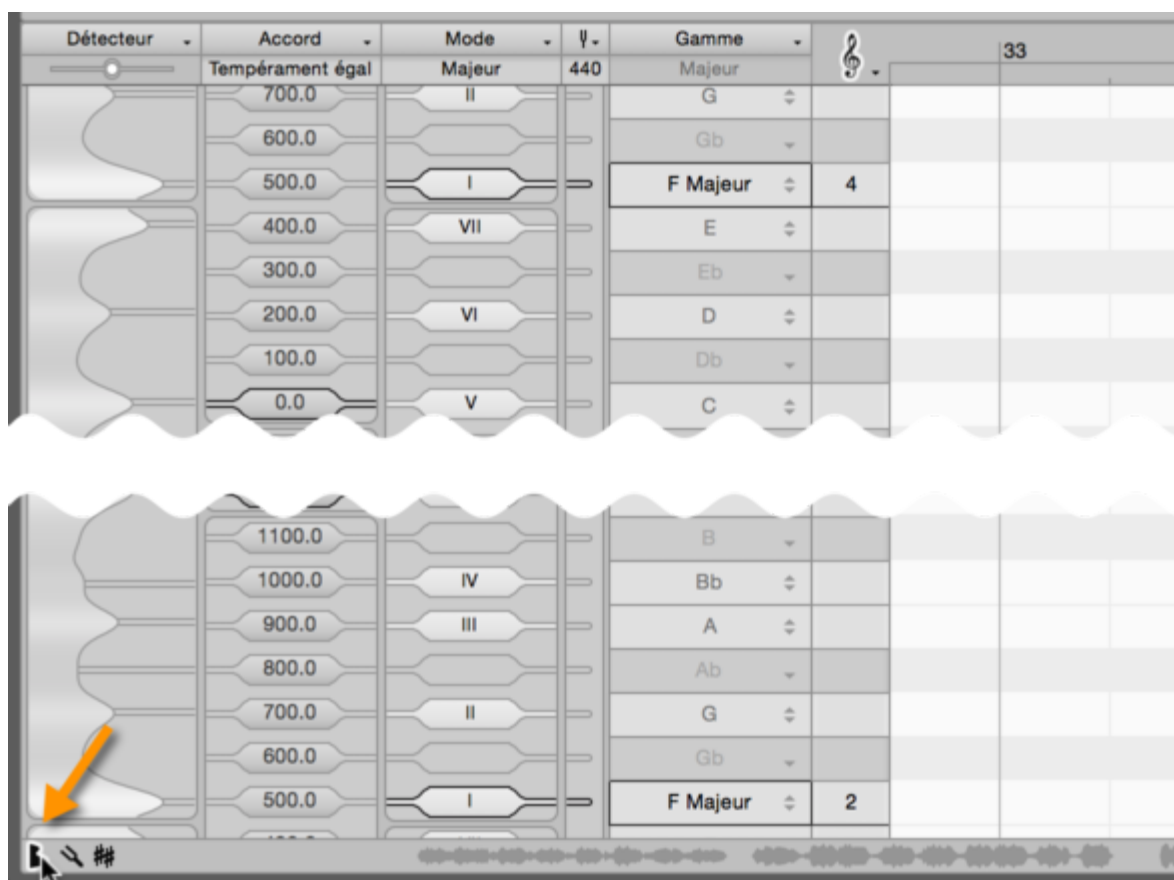 Détecteur Accord Mode Gamme
Tempérament égal Majeur 440 Majeur
33
700.0 II G
600.0 Gb
500.0 I F Majeur 4
400.0 VII E
300.0 Eb
200.0 VI D
100.0 Db
0.0 V C
1100.0 B
1000.0 IV Bb
900.0 III A
800.0 Ab
700.0 II G
600.0 Gb
500.0 I F Majeur 2